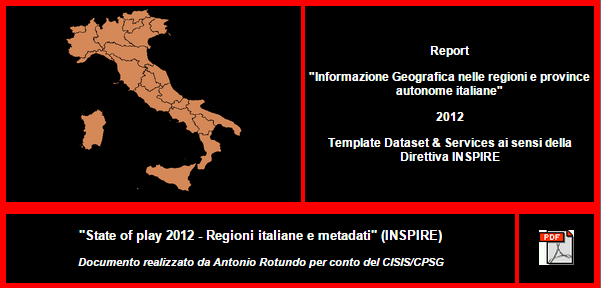 Report
"Informazione Geografica nelle regioni e province
autonome italiane"
2012
Template Dataset & Services ai sensi della
Direttiva INSPIRE
"State of play 2012 - Regioni italiane e metadati" (INSPIRE)
Documento realizzato da Antonio Rotundo per conto del CISIS/CPSG
PDF